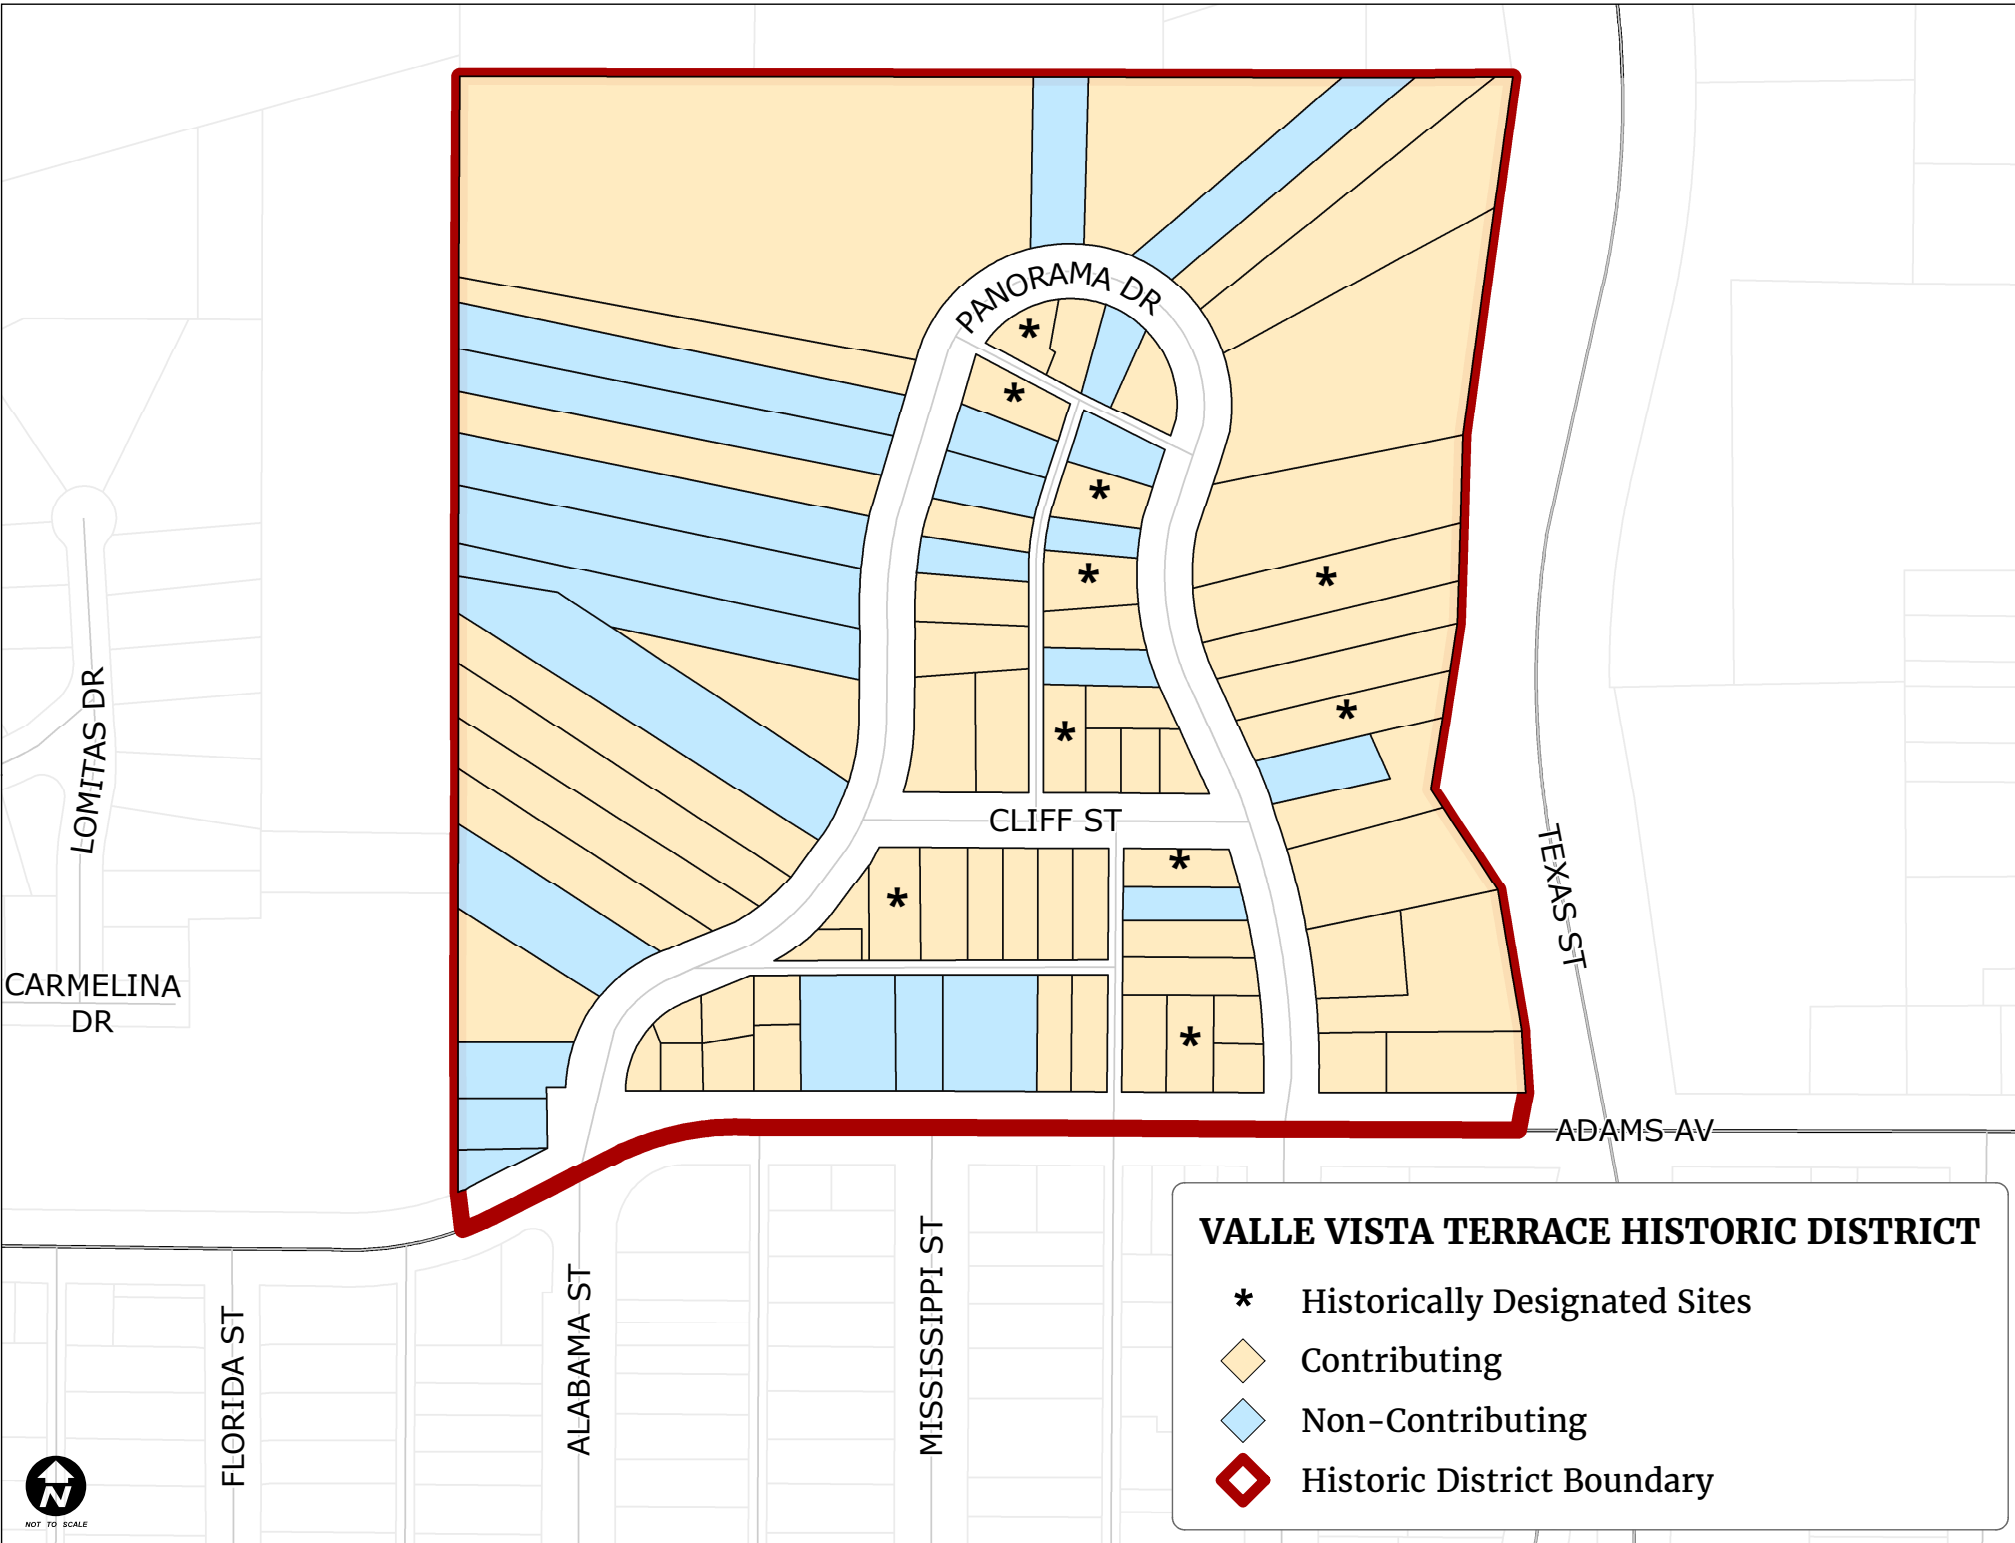 PANORAMA DR
*
*
*
*
*
*
*
CLIFF ST
*
*
*
LOMITAS DR
TEXAS ST
CARMELINA
DR
ADAMS AV
FLORIDA ST
ALABAMA ST
MISSISSIPPI ST
VALLE VISTA TERRACE HISTORIC DISTRICT
* Historically Designated Sites
Contributing
Non-Contributing
Historic District Boundary
N
NOT TO SCALE